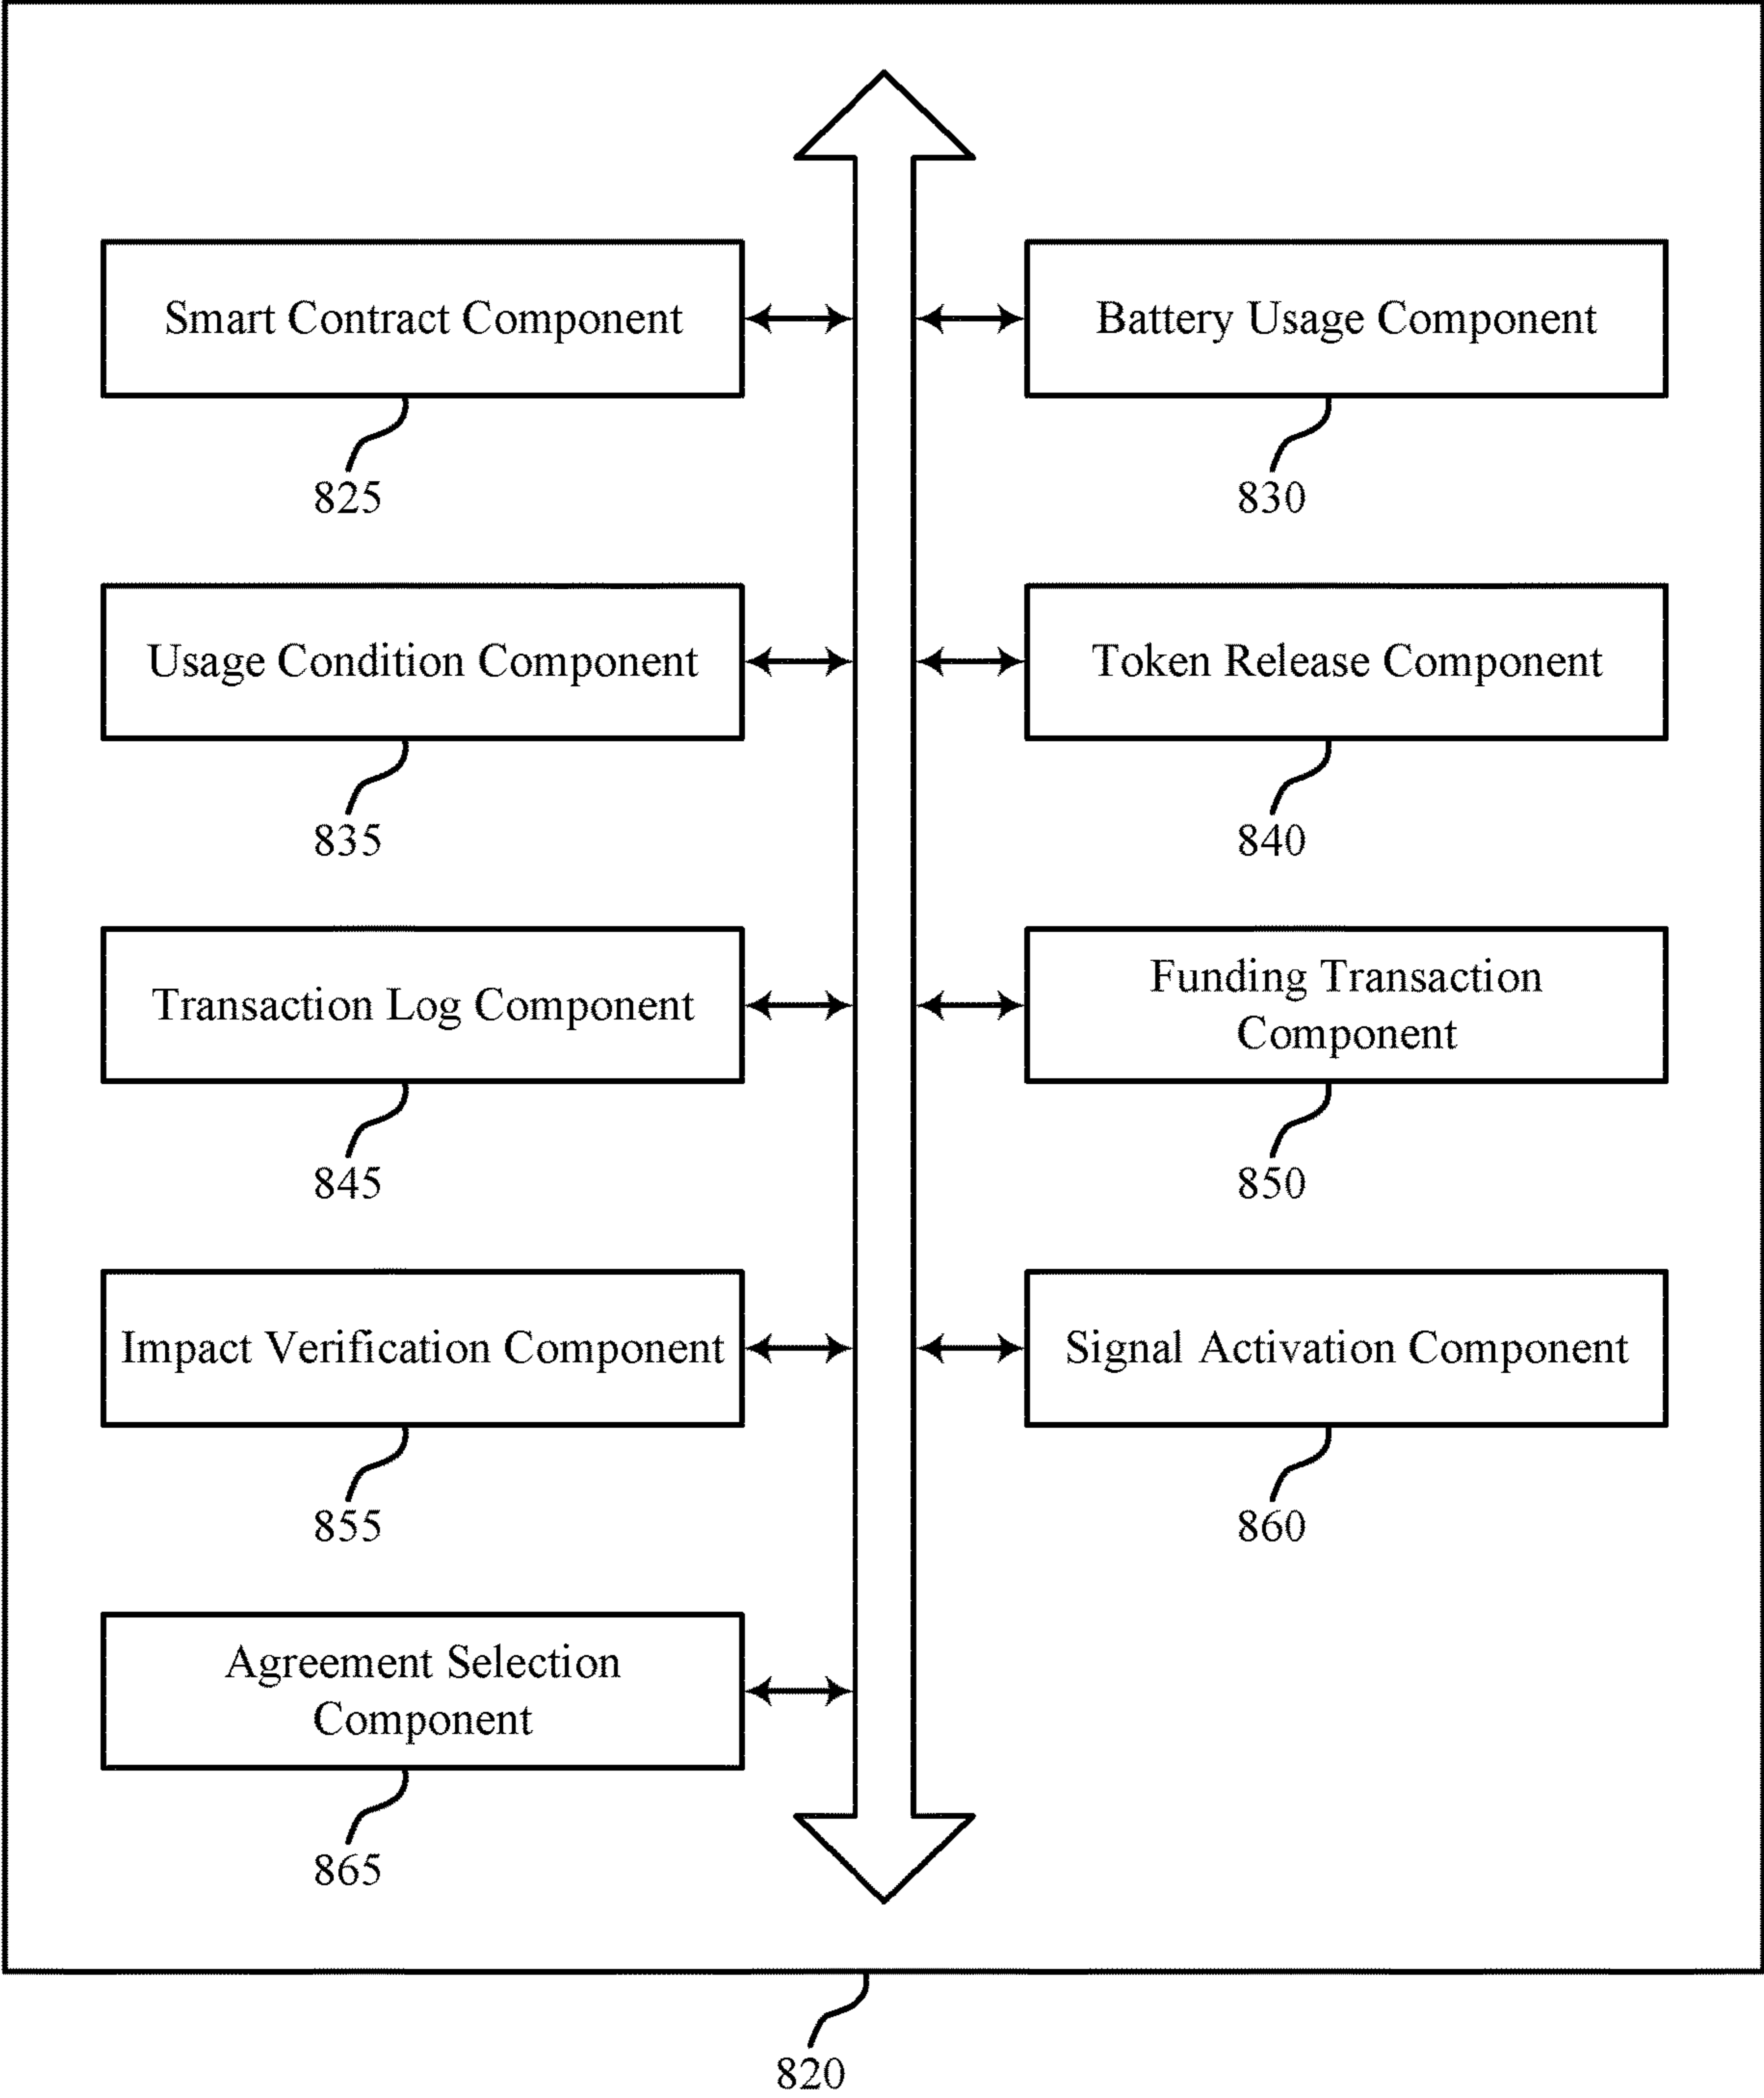 Smart Contract Component
Battery Usage Component
825
830
Usage Condition Component
Token Release Component
835
840
Transaction Log Component
Funding Transaction
Component
845
850
Impact Verification Component
Signal Activation Component
855
860
Agreement Selection
Component
865
820